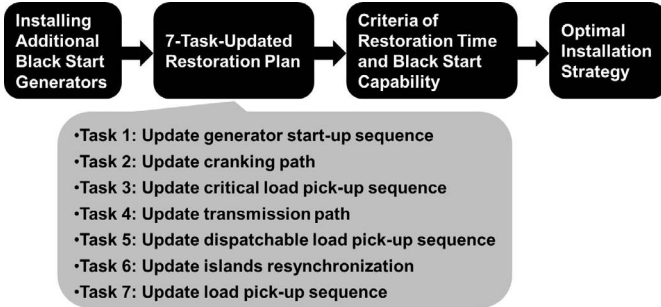 Installing
Additional
Black Start
Generators
7-Task-Updated
Restoration Plan
Criteria of
Restoration Time
and Black Start
Capability
Optimal
Installation
Strategy
•Task 1: Update generator start-up sequence
•Task 2: Update cranking path
•Task 3: Update critical load pick-up sequence
•Task 4: Update transmission path
•Task 5: Update dispatchable load pick-up sequence
•Task 6: Update islands resynchronization
•Task 7: Update load pick-up sequence